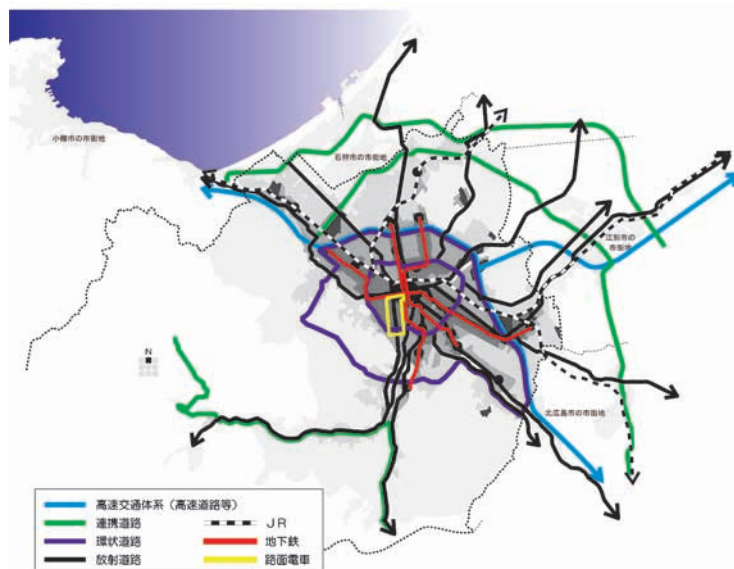 小樽市の市街地
石狩市の市街地
江別市の
市街地
N
北広島市の市街地
高速交通体系（高速道路等）
連携道路
JR
環状道路
地下鉄
放射道路
路面電車